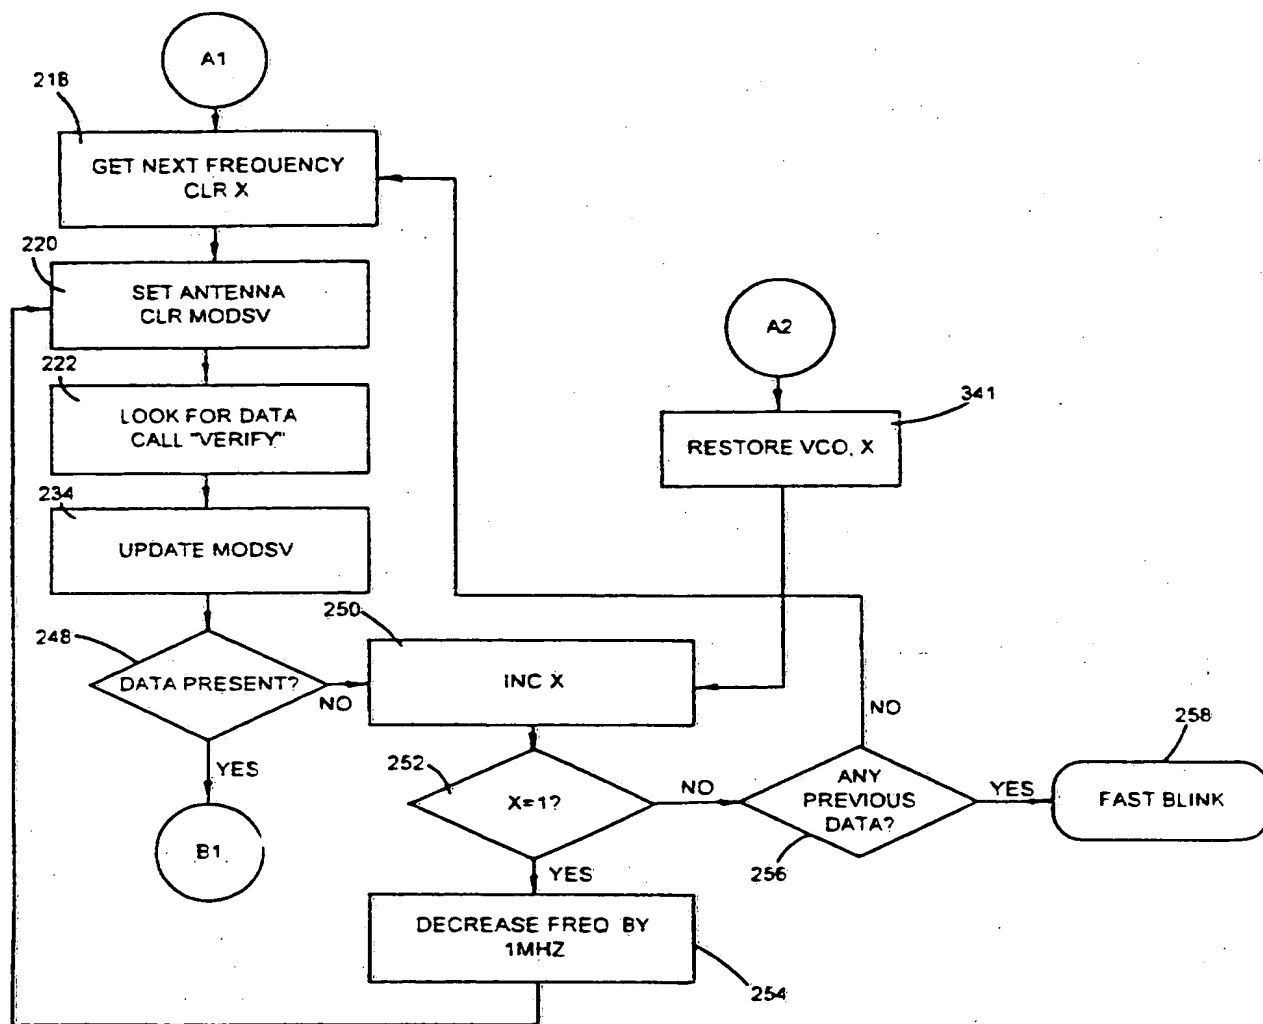 A1
218
GET NEXT FREQUENCY
CLR X
220
SET ANTENNA
CLR MODSV
A2
222
LOOK FOR DATA
CALL "VERIFY"
341
RESTORE VCO, X
234
UPDATE MODSV
250
248
DATA PRESENT?
NO
INC X
NO
258
YES
252
X=1?
NO
ANY
PREVIOUS
DATA?
YES
FAST BLINK
B1
256
YES
DECREASE FREQ BY
1MHZ
254